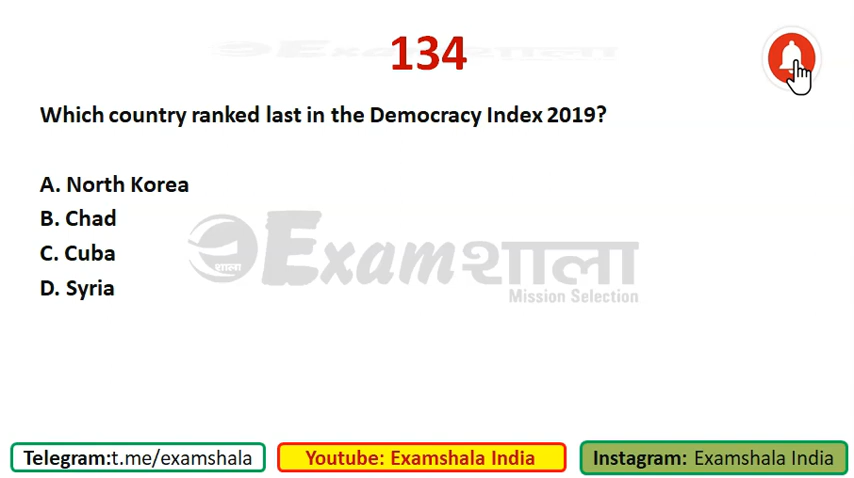 134
Which country ranked last in the Democracy Index 2019?
A. North Korea
B. Chad
C. Cuba
D. Syria
शाला Examशाला
Mission Selection
Telegram:t.me/examshala
Youtube: Examshala India
Instagram: Examshala India